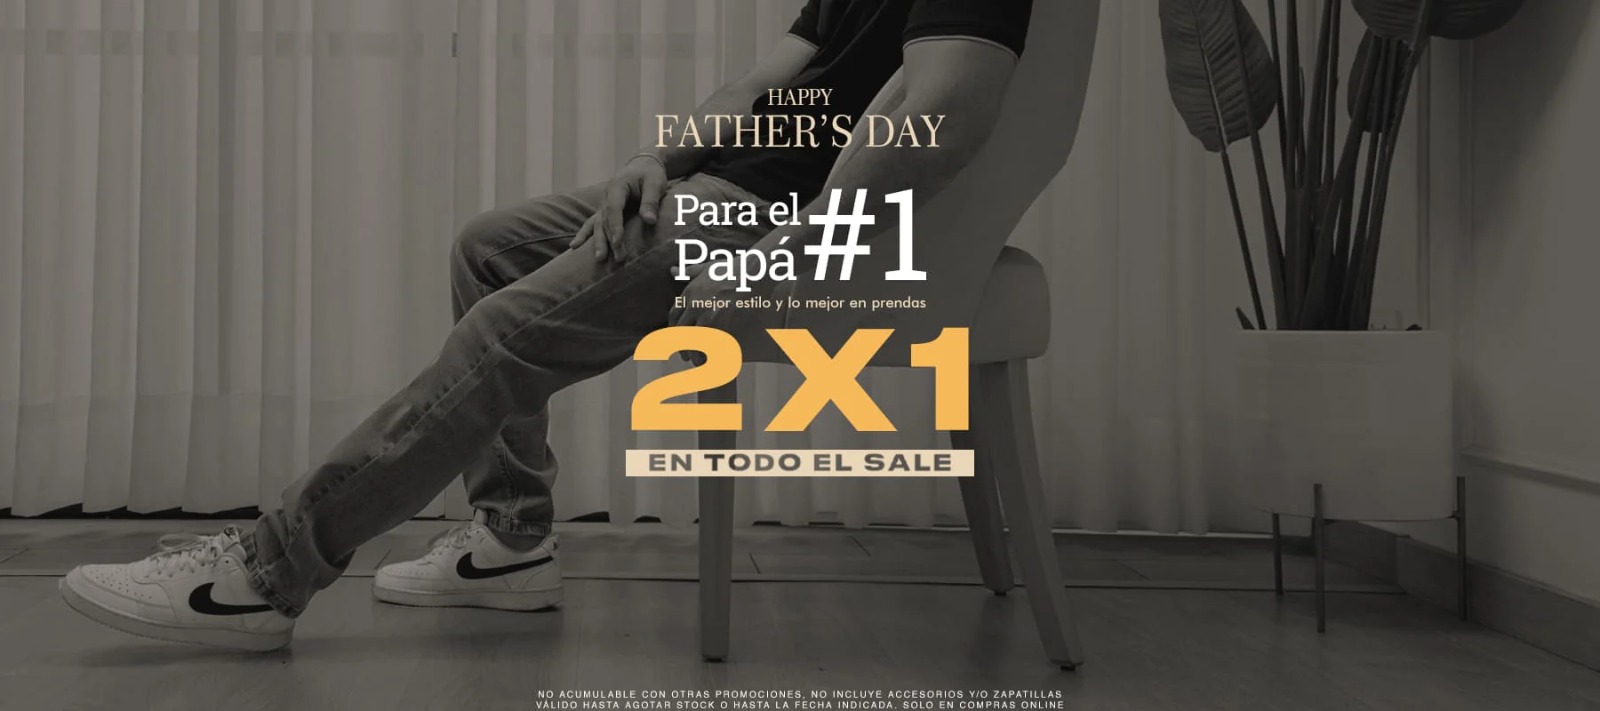 HAPPY
FATHER'S DAY
Para el
Papá #1
El mejor estilo y lo mejor en prendas
2X1
EN TODO EL SALE
NO ACUMULABLE CON OTRAS PROMOCIONES, NO INCLUYE ACCESORIOS Y/O ZAPATILLAS
VÁLIDO HASTA AGOTAR STOCK O HASTA LA FECHA INDICADA. SOLO EN COMPRAS ONLINE